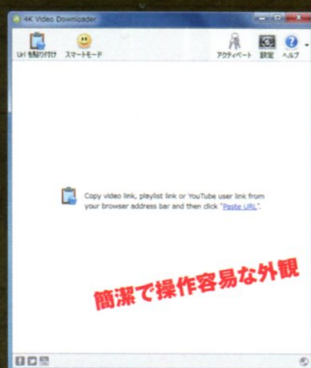 4K Video Downloader
Url を貼り付け スマートモード アクティベート 設定 ヘルプ
Copy video link, playlist link or YouTube user link from
your browser address bar and then click "Paste URL".
簡潔で操作容易な外観